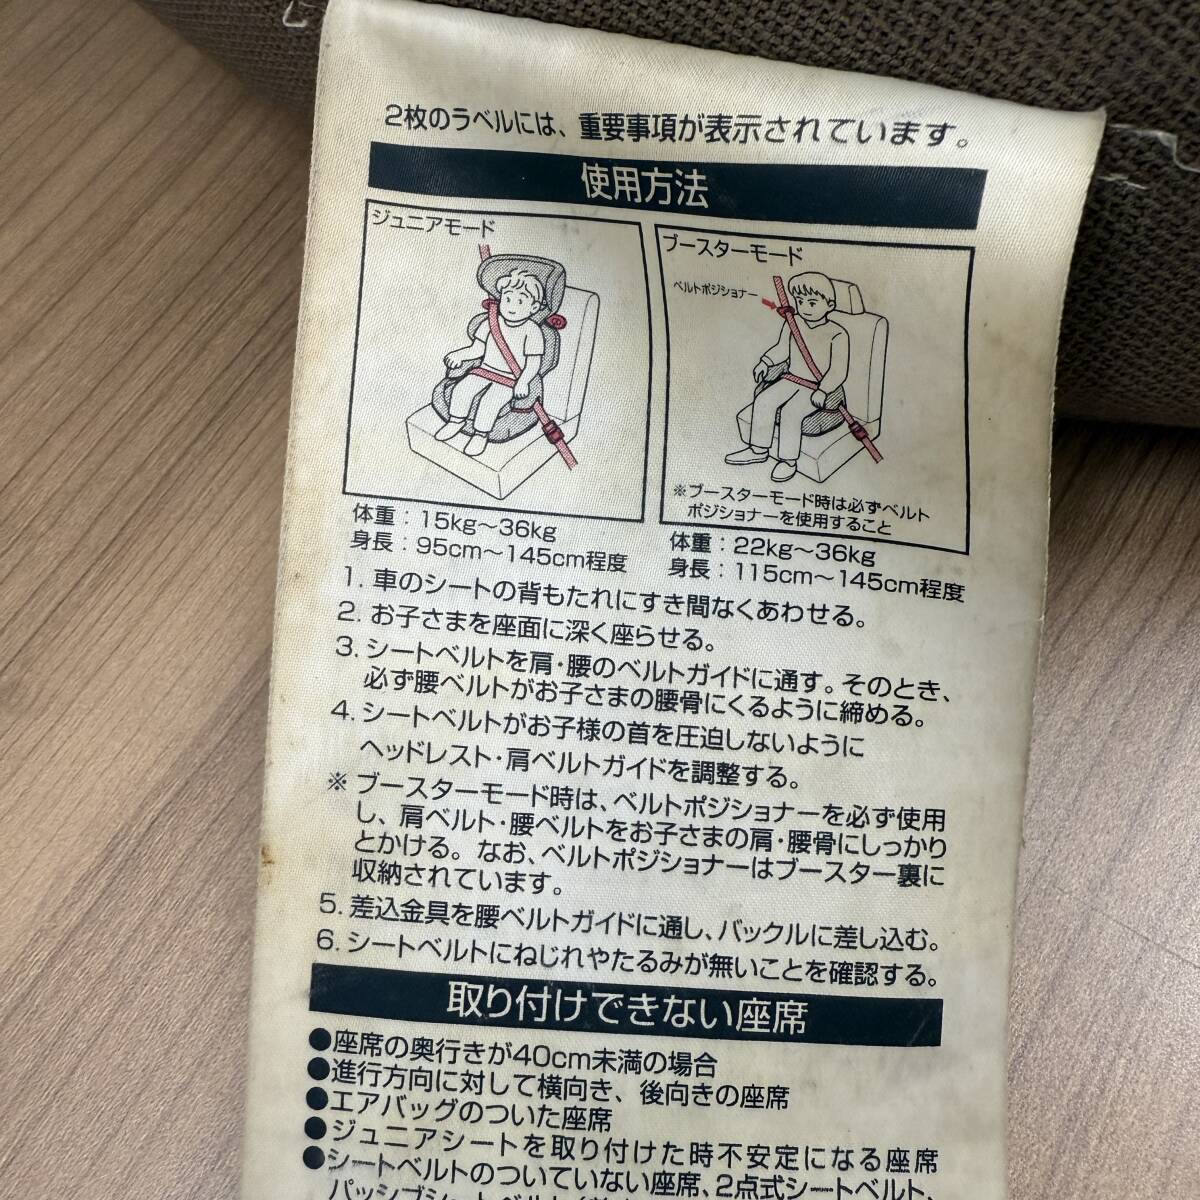 2枚のラベルには、重要事項が表示されています。
使用方法
ジュニアモード
ブースターモード
ベルトポジショナー
※ブースターモード時は必ずベルト
ポジショナーを使用すること
体重：15kg～36kg
身長：95cm～145cm程度
体重：22kg～36kg
身長：115cm～145cm程度
1. 車のシートの背もたれにすき間なくあわせる。
2. お子さまを座面に深く座らせる。
3. シートベルトを肩・腰のベルトガイドに通す。そのとき、
必ず腰ベルトがお子さまの腰骨にくるように締める。
4. シートベルトがお子様の首を圧迫しないように
ヘッドレスト・肩ベルトガイドを調整する。
※ ブースターモード時は、ベルトポジショナーを必ず使用
し、肩ベルト・腰ベルトをお子さまの肩・腰骨にしっかり
とかける。なお、ベルトポジショナーはブースター裏に
収納されています。
5. 差込金具を腰ベルトガイドに通し、バックルに差し込む。
6. シートベルトにねじれやたるみが無いことを確認する。
取り付けできない座席
●座席の奥行きが40cm未満の場合
●進行方向に対して横向き、後向きの座席
●エアバッグのついた座席
●ジュニアシートを取り付けた時不安定になる座席
●シートベルトのついていない座席、2点式シートベルト、
パッシブシートベルト